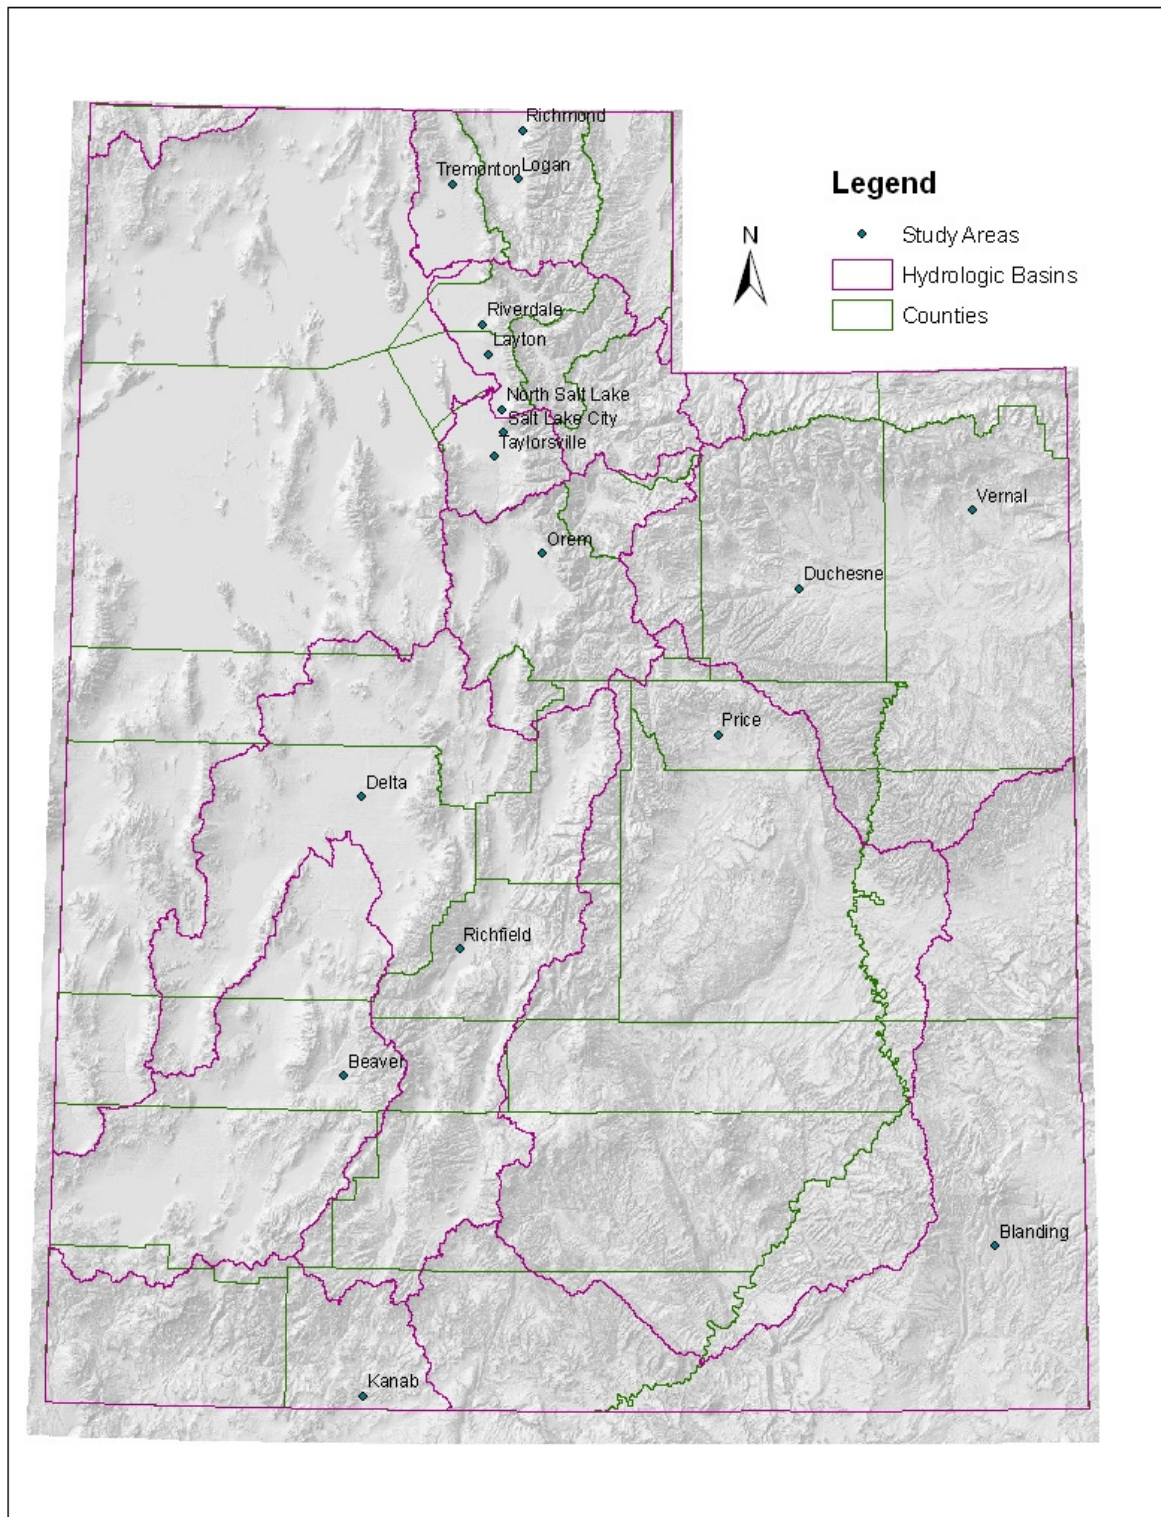 Richmond
Tremonton
Logan
Legend
N
Study Areas
Hydrologic Basins
Counties
Riverdale
Layton
North Salt Lake
Salt Lake City
Taylorsville
Vernal
Orem
Duchesne
Price
Delta
Richfield
Beaver
Blanding
Kanab